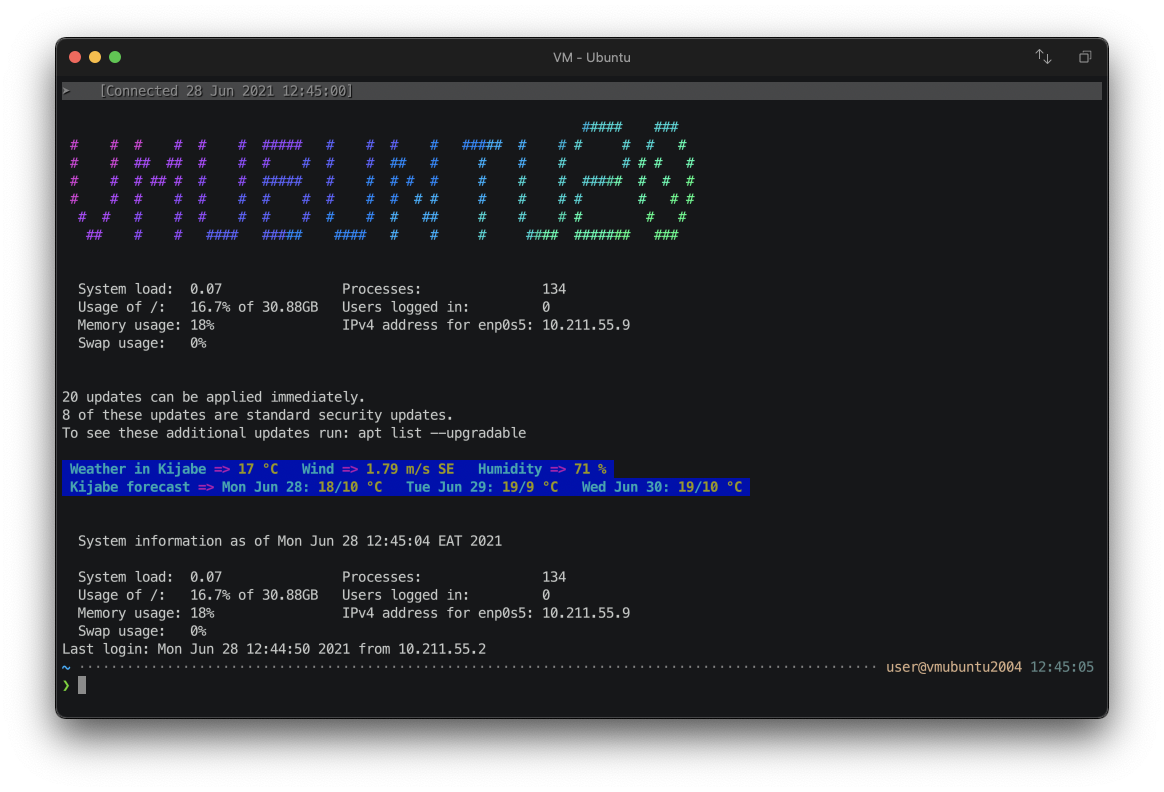 VM - Ubuntu
➤    [Connected 28 Jun 2021 12:45:00]
VMUBUNTU20
System load:  0.07               Processes:               134
Usage of /:   16.7% of 30.88GB   Users logged in:         0
Memory usage: 18%                IPv4 address for enp0s5: 10.211.55.9
Swap usage:   0%
20 updates can be applied immediately.
8 of these updates are standard security updates.
To see these additional updates run: apt list --upgradable
Weather in Kijabe => 17 °C   Wind => 1.79 m/s SE   Humidity => 71 %
Kijabe forecast => Mon Jun 28: 18/10 °C   Tue Jun 29: 19/9 °C   Wed Jun 30: 19/10 °C
System information as of Mon Jun 28 12:45:04 EAT 2021
System load:  0.07               Processes:               134
Usage of /:   16.7% of 30.88GB   Users logged in:         0
Memory usage: 18%                IPv4 address for enp0s5: 10.211.55.9
Swap usage:   0%
Last login: Mon Jun 28 12:44:50 2021 from 10.211.55.2
~ user@vmubuntu2004 12:45:05
❯